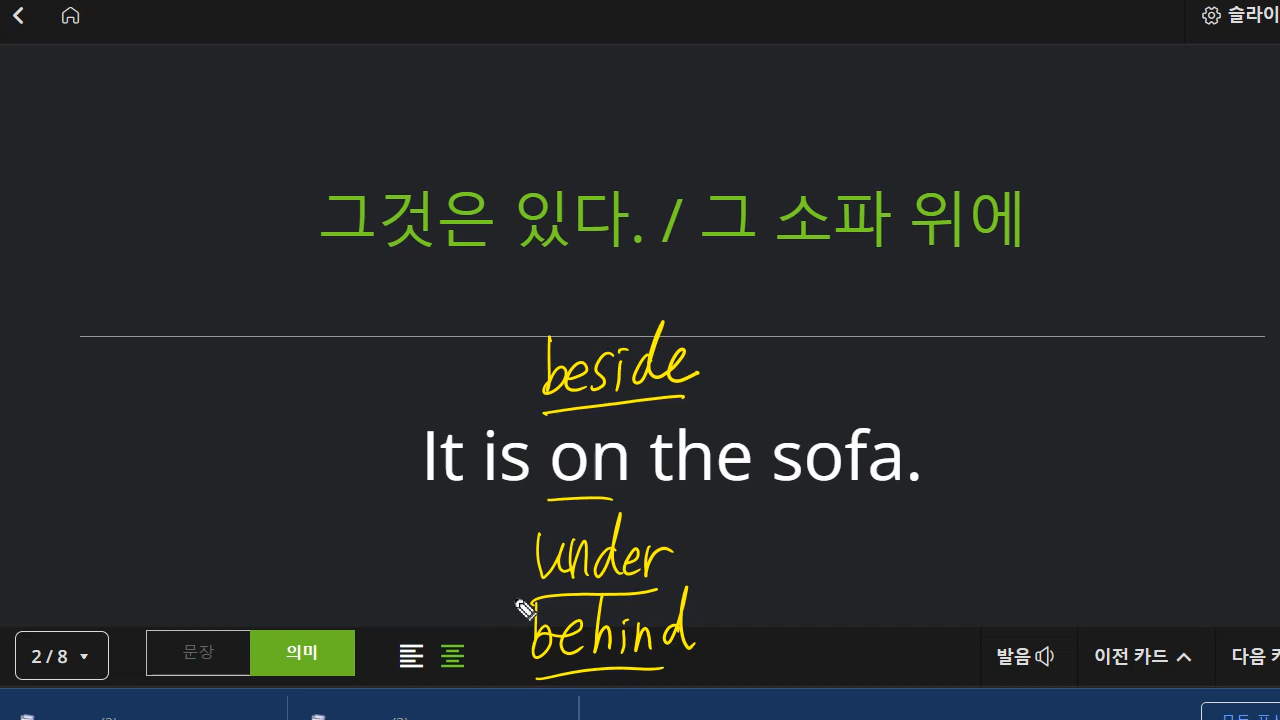 슬라이
그것은 있다. / 그 소파 위에
beside
It is on the sofa.
under
behind
2 / 8
문장
의미
발음
이전 카드
다음